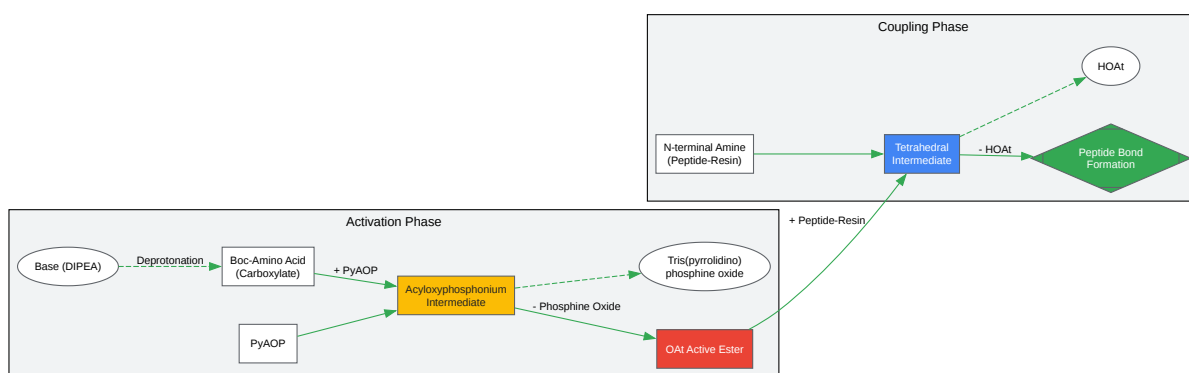 Coupling Phase
HOAt
N-terminal Amine
(Peptide-Resin)
Tetrahedral
Intermediate
- HOAt
Peptide Bond
Formation
+ Peptide-Resin
Activation Phase
Base (DIPEA)
Deprotonation
Boc-Amino Acid
(Carboxylate)
+ PyAOP
Acyloxyphosphonium
Intermediate
Tris(pyrrolidino)
phosphine oxide
- Phosphine Oxide
PyAOP
OAt Active Ester